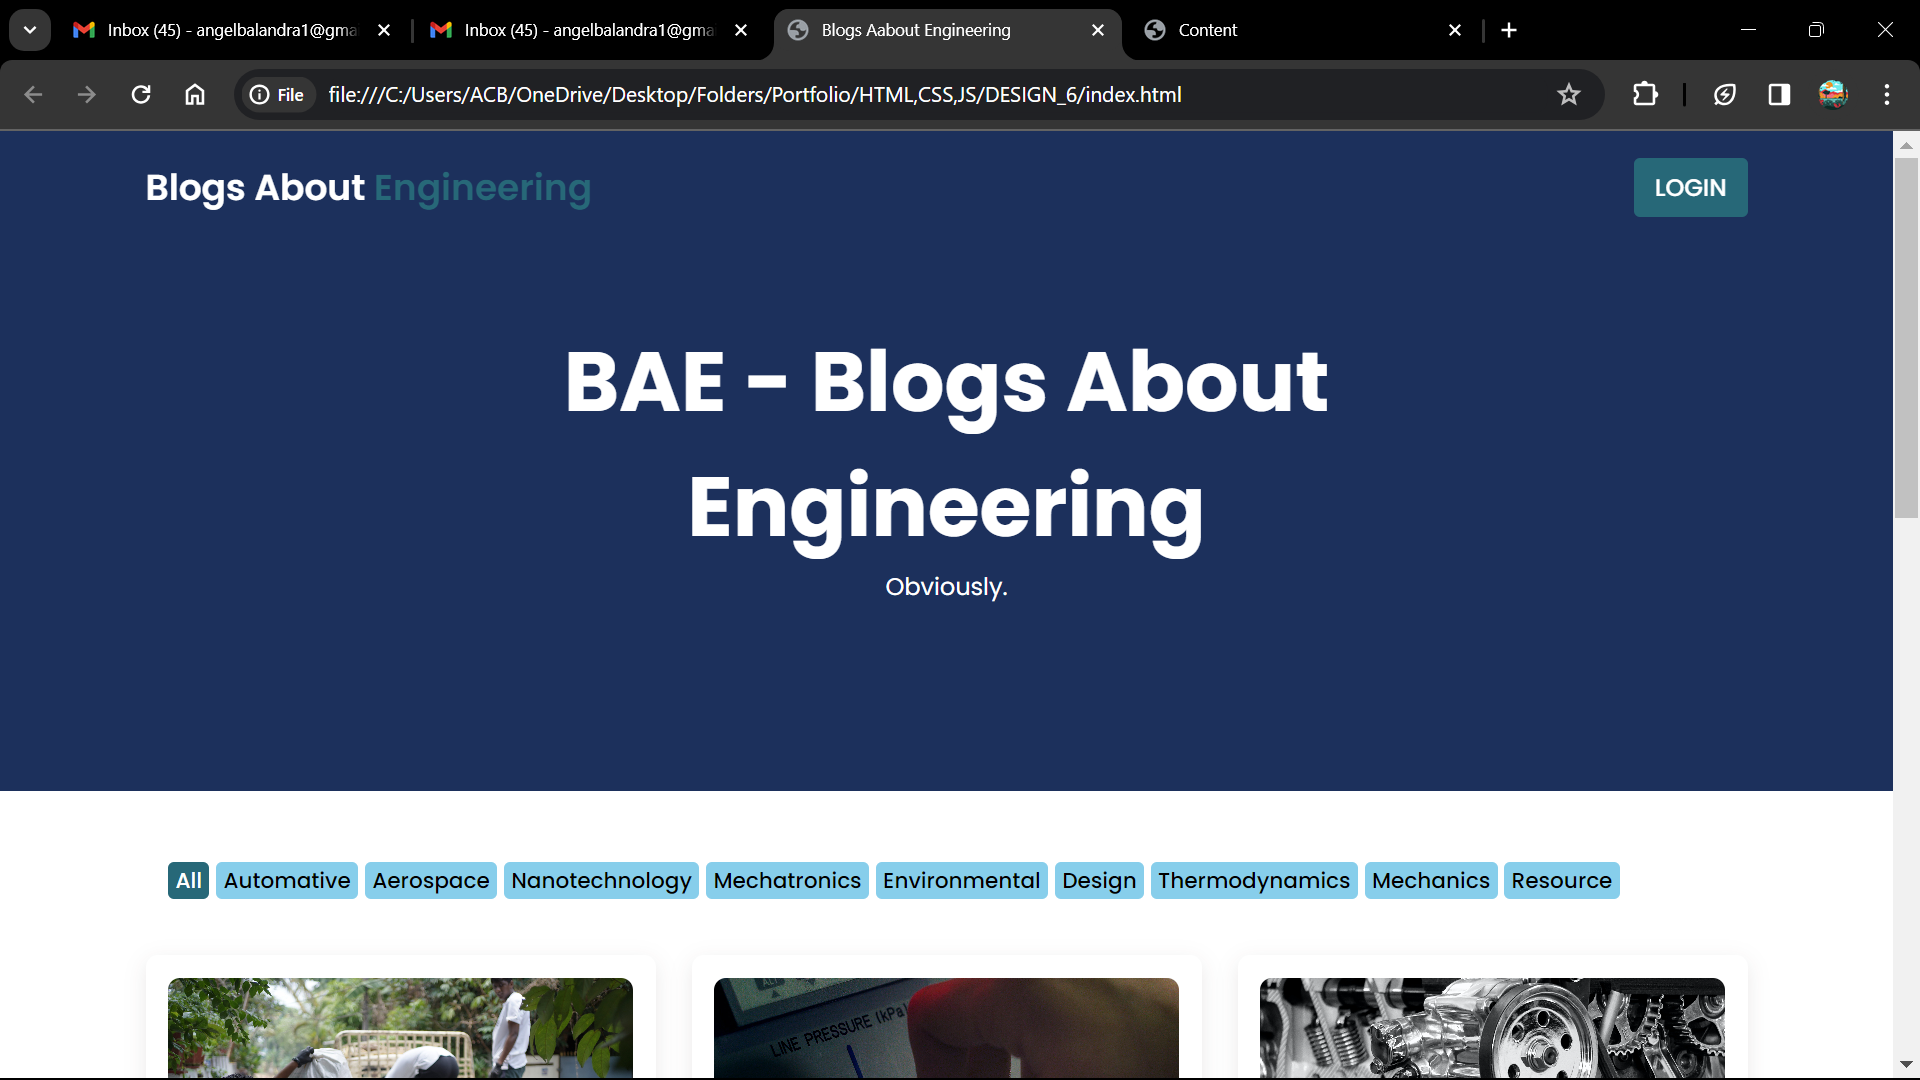 Inbox (45) - angelbalandra1@gma
Inbox (45) - angelbalandra1@gma
Blogs Aabout Engineering
Content
File
file:///C:/Users/ACB/OneDrive/Desktop/Folders/Portfolio/HTML,CSS,JS/DESIGN_6/index.html
Blogs About Engineering
LOGIN
BAE - Blogs About
Engineering
Obviously.
All Automative Aerospace Nanotechnology Mechatronics Environmental Design Thermodynamics Mechanics Resource
LINE PRESSURE (kPa)